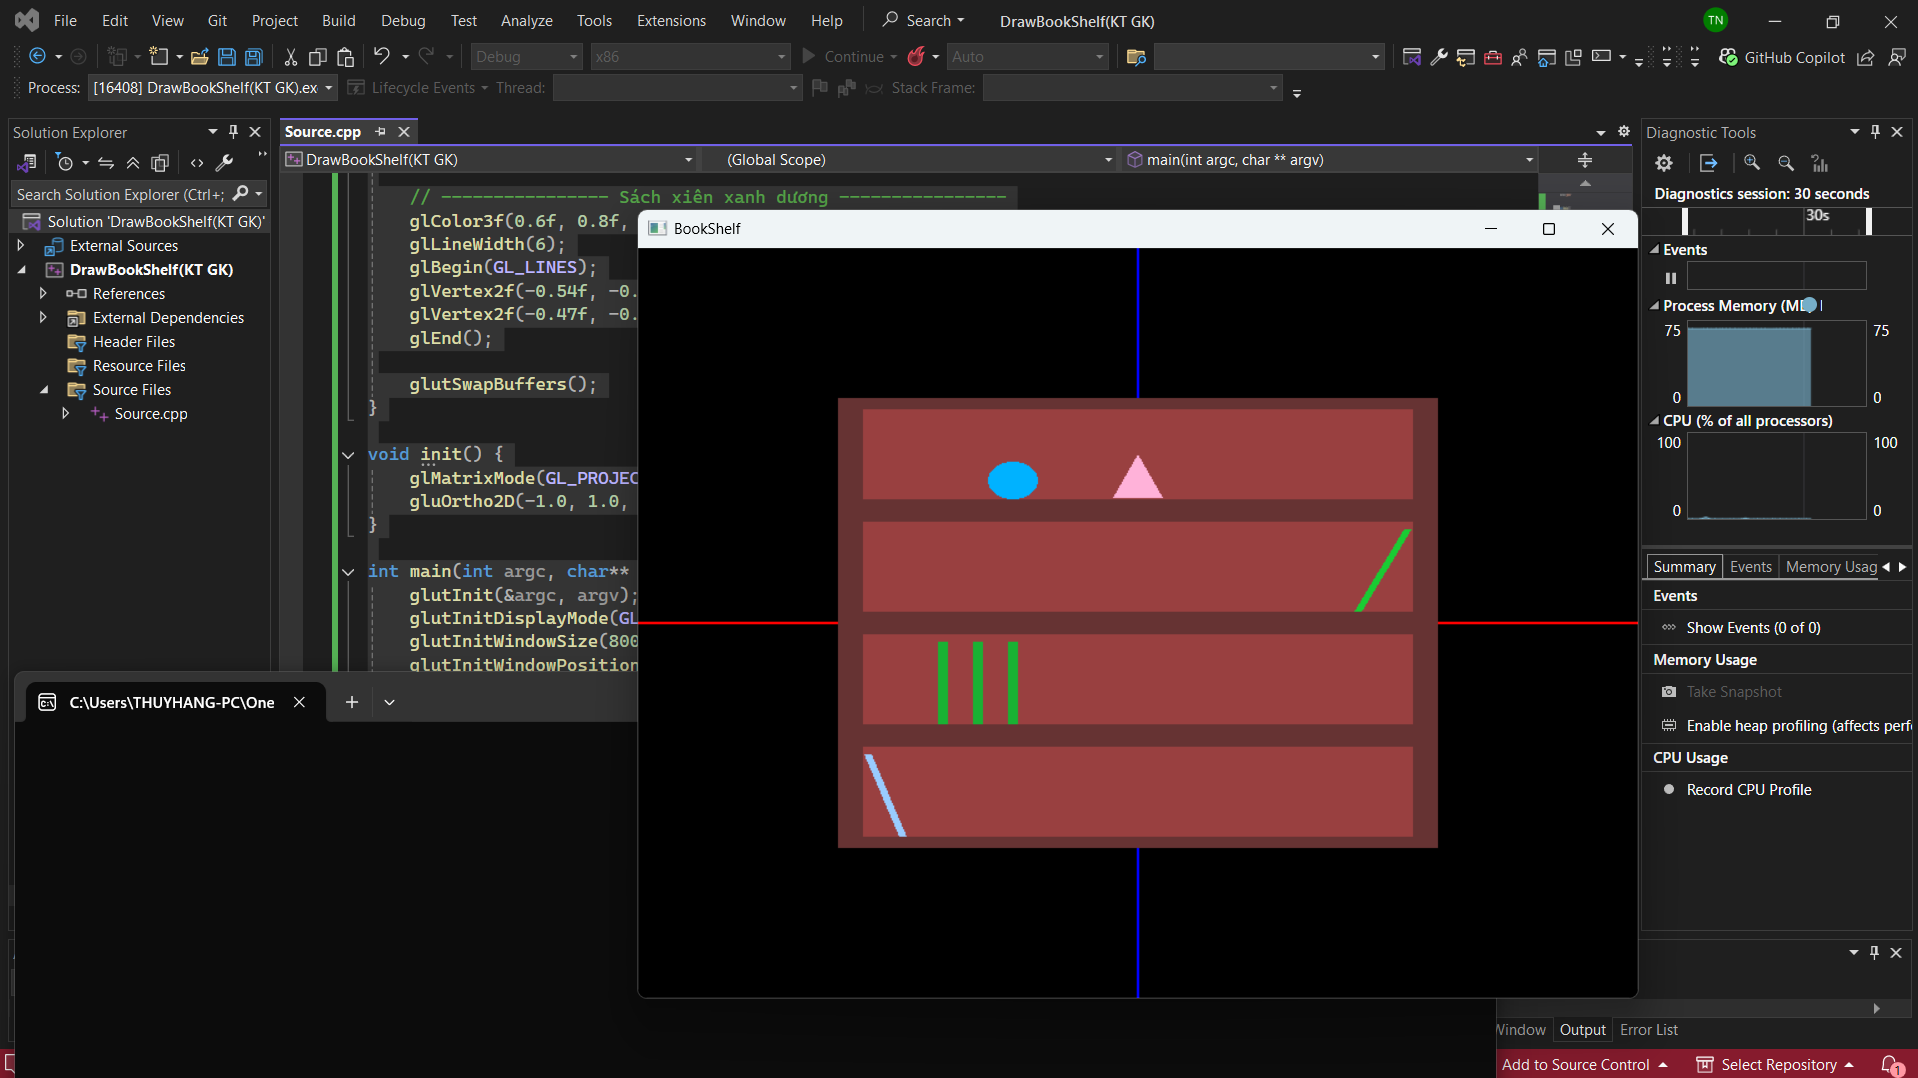 File Edit View Git Project Build Debug Test Analyze Tools Extensions Window Help Search DrawBookShelf(KT GK) TN
Debug x86 Continue Auto GitHub Copilot
Process: [16408] DrawBookShelf(KT GK).ex Lifecycle Events Thread: Stack Frame:
Solution Explorer
Search Solution Explorer (Ctrl+;
Solution 'DrawBookShelf(KT GK)'
External Sources
DrawBookShelf(KT GK)
References
External Dependencies
Header Files
Resource Files
Source Files
Source.cpp
Source.cpp
DrawBookShelf(KT GK) (Global Scope) main(int argc, char ** argv)
// ---------------- Sách xiên xanh dương ----------------
glColor3f(0.6f, 0.8f,
glLineWidth(6);
glBegin(GL_LINES);
glVertex2f(-0.54f, -0.
glVertex2f(-0.47f, -0.
glEnd();
glutSwapBuffers();
}
void init() {
glMatrixMode(GL_PROJEC
gluOrtho2D(-1.0, 1.0,
}
int main(int argc, char**
glutInit(&argc, argv);
glutInitDisplayMode(GL
glutInitWindowSize(800
glutInitWindowPosition
BookShelf
C:\Users\THUYHANG-PC\One
Diagnostic Tools
Diagnostics session: 30 seconds
30s
Events
Process Memory (M
75 75
0 0
CPU (% of all processors)
100 100
0 0
Summary Events Memory Usag
Events
Show Events (0 of 0)
Memory Usage
Take Snapshot
Enable heap profiling (affects perf
CPU Usage
Record CPU Profile
Window Output Error List
Add to Source Control Select Repository 1